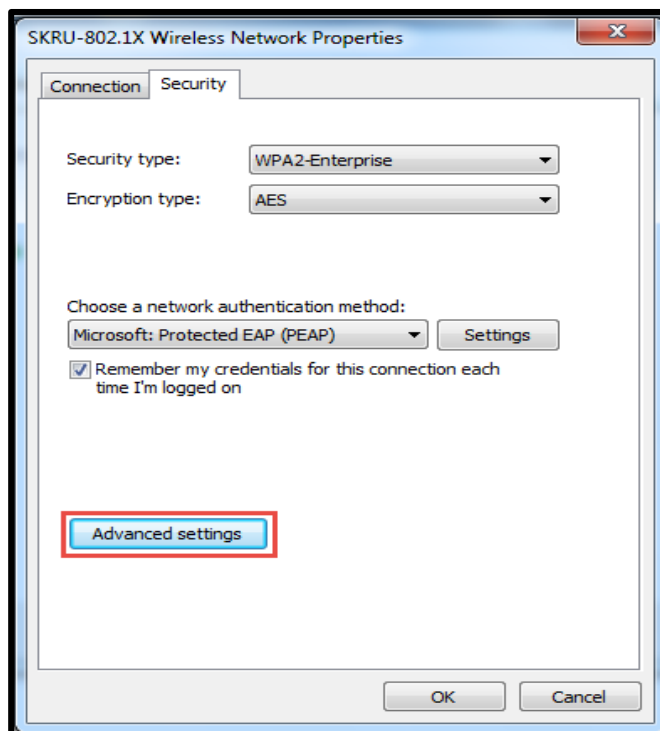 SKRU-802.1X Wireless Network Properties
Connection
Security
Security type:
WPA2-Enterprise
Encryption type:
AES
Choose a network authentication method:
Microsoft: Protected EAP (PEAP)
Settings
Remember my credentials for this connection each
time I'm logged on
Advanced settings
OK
Cancel